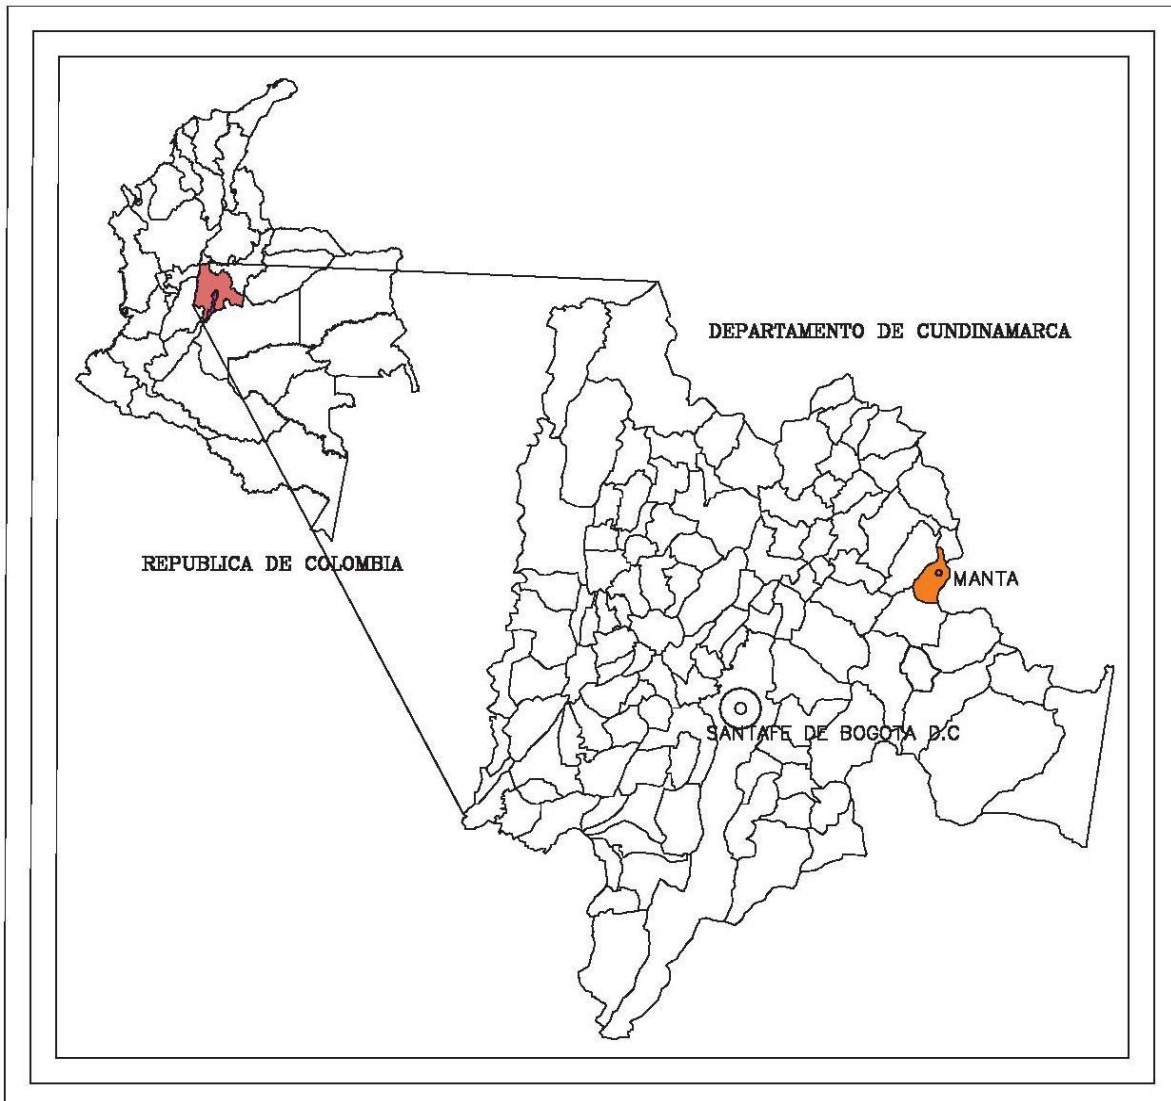 DEPARTAMENTO DE CUNDINAMARCA
REPUBLICA DE COLOMBIA
MANTA
SANTAFE DE BOGOTA D.C